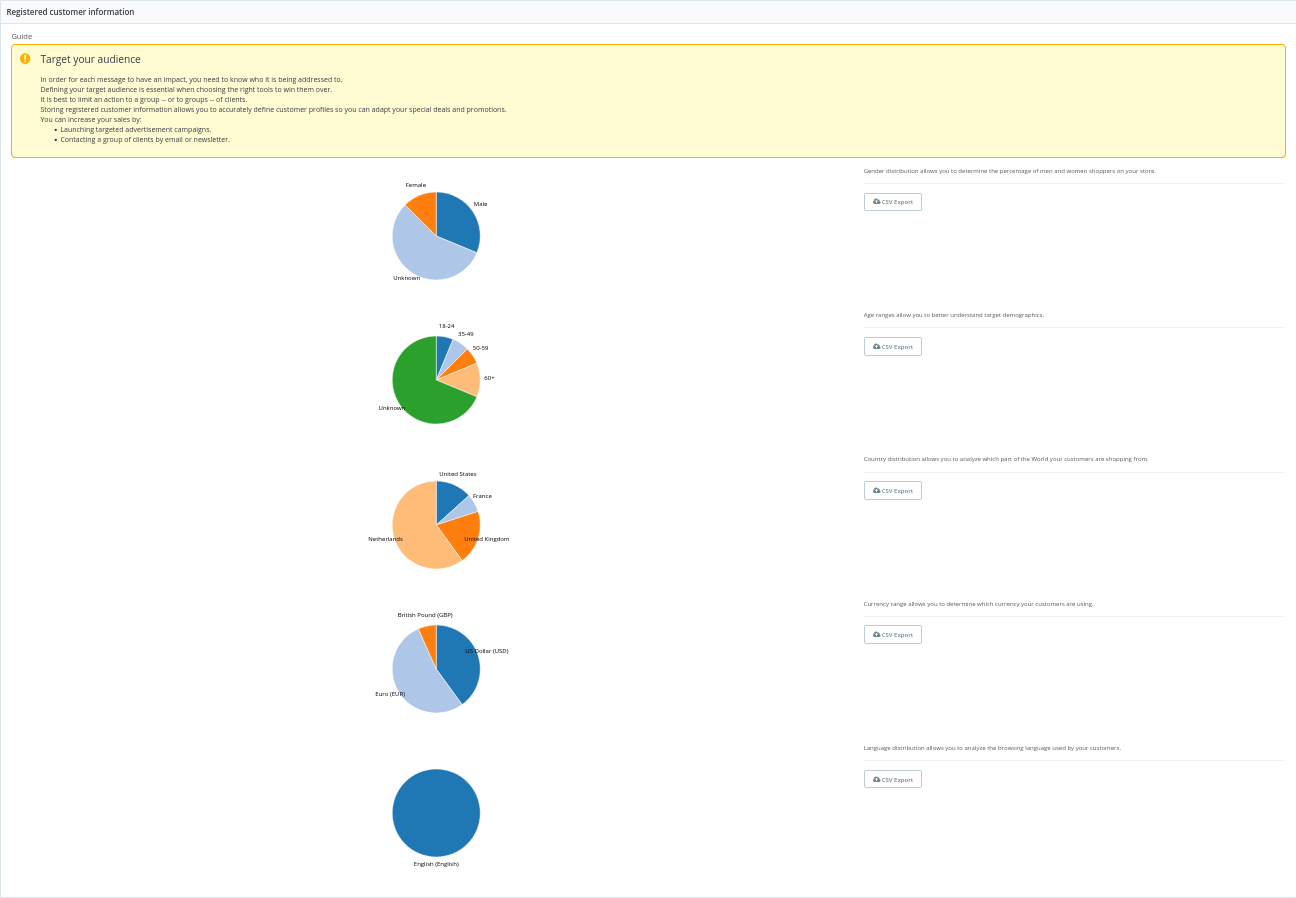 Registered customer information
Guide
Target your audience
In order for each message to have an impact, you need to know who it is being addressed to.
Defining your target audience is essential when choosing the right tools to win them over.
It is best to limit an action to a group -- or to groups -- of clients.
Storing registered customer information allows you to accurately define customer profiles so you can adapt your special deals and promotions.
You can increase your sales by:
• Launching targeted advertisement campaigns.
• Contacting a group of clients by email or newsletter.
Gender distribution allows you to determine the percentage of men and women shoppers on your store.
CSV Export
Female
Male
Unknown
Age ranges allow you to better understand target demographics.
CSV Export
18-24
35-49
50-59
60+
Unknown
Country distribution allows you to analyze which part of the World your customers are shopping from.
CSV Export
United States
France
United Kingdom
Netherlands
Currency range allows you to determine which currency your customers are using.
CSV Export
British Pound (GBP)
US Dollar (USD)
Euro (EUR)
Language distribution allows you to analyze the browsing language used by your customers.
CSV Export
English (English)